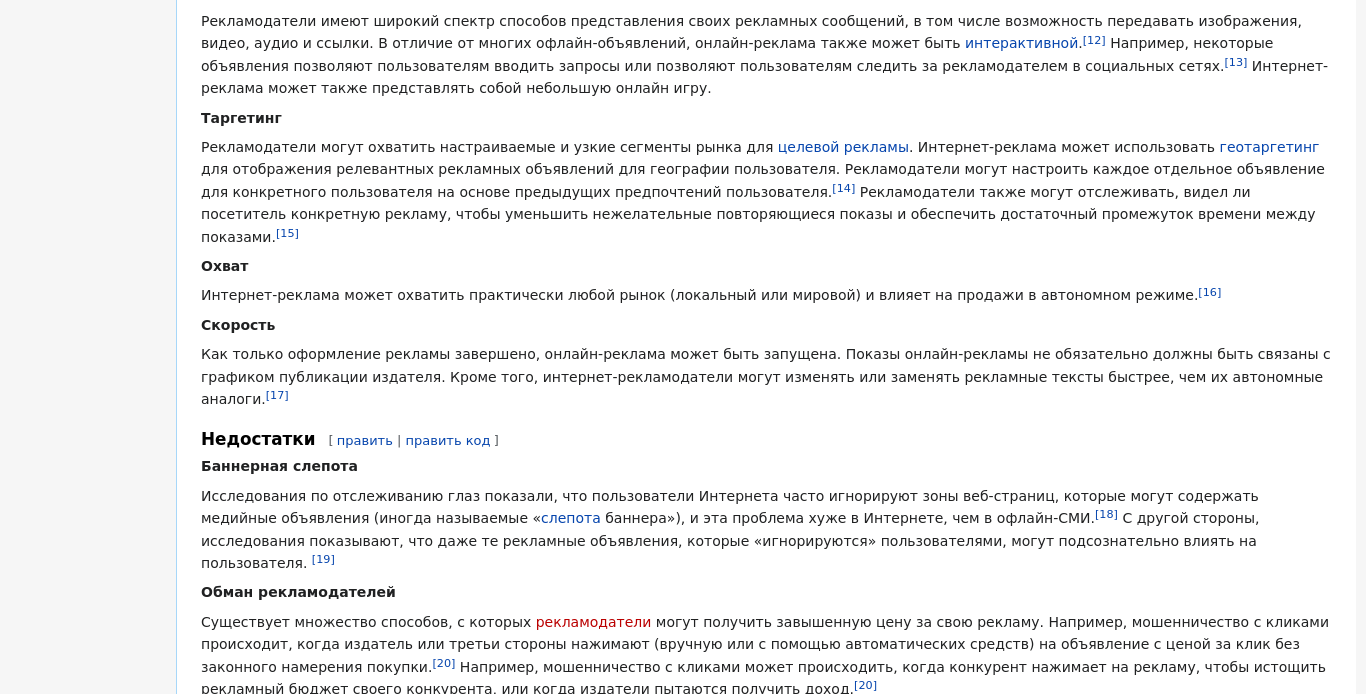 Рекламодатели имеют широкий спектр способов представления своих рекламных сообщений, в том числе возможность передавать изображения,
видео, аудио и ссылки. В отличие от многих офлайн-объявлений, онлайн-реклама также может быть интерактивной.[12] Например, некоторые
объявления позволяют пользователям вводить запросы или позволяют пользователям следить за рекламодателем в социальных сетях.[13] Интернет-
реклама может также представлять собой небольшую онлайн игру.
Таргетинг
Рекламодатели могут охватить настраиваемые и узкие сегменты рынка для целевой рекламы. Интернет-реклама может использовать геотаргетинг
для отображения релевантных рекламных объявлений для географии пользователя. Рекламодатели могут настроить каждое отдельное объявление
для конкретного пользователя на основе предыдущих предпочтений пользователя.[14] Рекламодатели также могут отслеживать, видел ли
посетитель конкретную рекламу, чтобы уменьшить нежелательные повторяющиеся показы и обеспечить достаточный промежуток времени между
показами.[15]
Охват
Интернет-реклама может охватить практически любой рынок (локальный или мировой) и влияет на продажи в автономном режиме.[16]
Скорость
Как только оформление рекламы завершено, онлайн-реклама может быть запущена. Показы онлайн-рекламы не обязательно должны быть связаны с
графиком публикации издателя. Кроме того, интернет-рекламодатели могут изменять или заменять рекламные тексты быстрее, чем их автономные
аналоги.[17]
Недостатки [ править | править код ]
Баннерная слепота
Исследования по отслеживанию глаз показали, что пользователи Интернета часто игнорируют зоны веб-страниц, которые могут содержать
медийные объявления (иногда называемые «слепота баннера»), и эта проблема хуже в Интернете, чем в офлайн-СМИ.[18] С другой стороны,
исследования показывают, что даже те рекламные объявления, которые «игнорируются» пользователями, могут подсознательно влиять на
пользователя. [19]
Обман рекламодателей
Существует множество способов, с которых рекламодатели могут получить завышенную цену за свою рекламу. Например, мошенничество с кликами
происходит, когда издатель или третьи стороны нажимают (вручную или с помощью автоматических средств) на объявление с ценой за клик без
законного намерения покупки.[20] Например, мошенничество с кликами может происходить, когда конкурент нажимает на рекламу, чтобы истощить
рекламный бюджет своего конкурента, или когда издатели пытаются получить доход.[20]